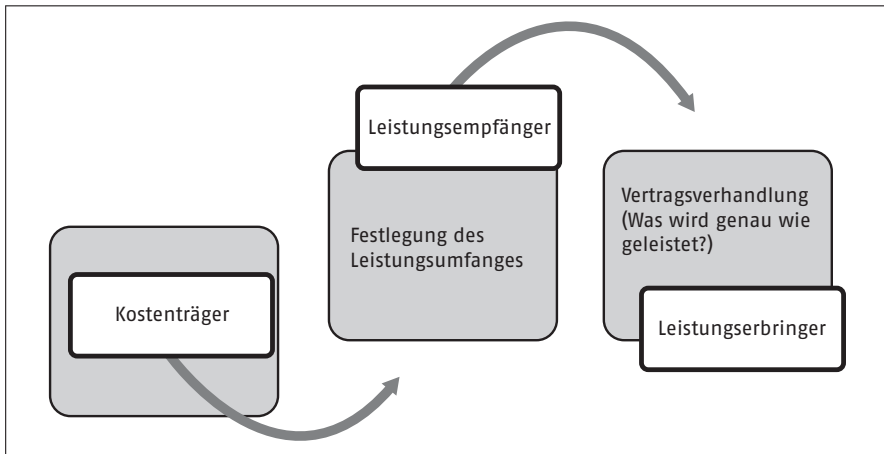 Kostenträger
Leistungsempfänger
Festlegung des
Leistungsumfanges
Vertragsverhandlung
(Was wird genau wie
geleistet?)
Leistungserbringer